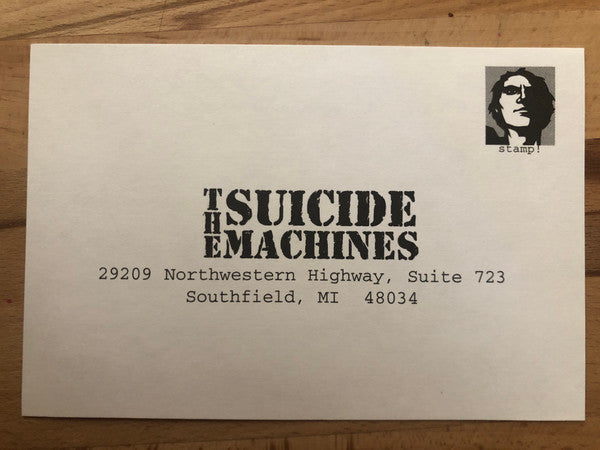 stamp!
THE SUICIDE
MACHINES
29209 Northwestern Highway, Suite 723
Southfield, MI  48034